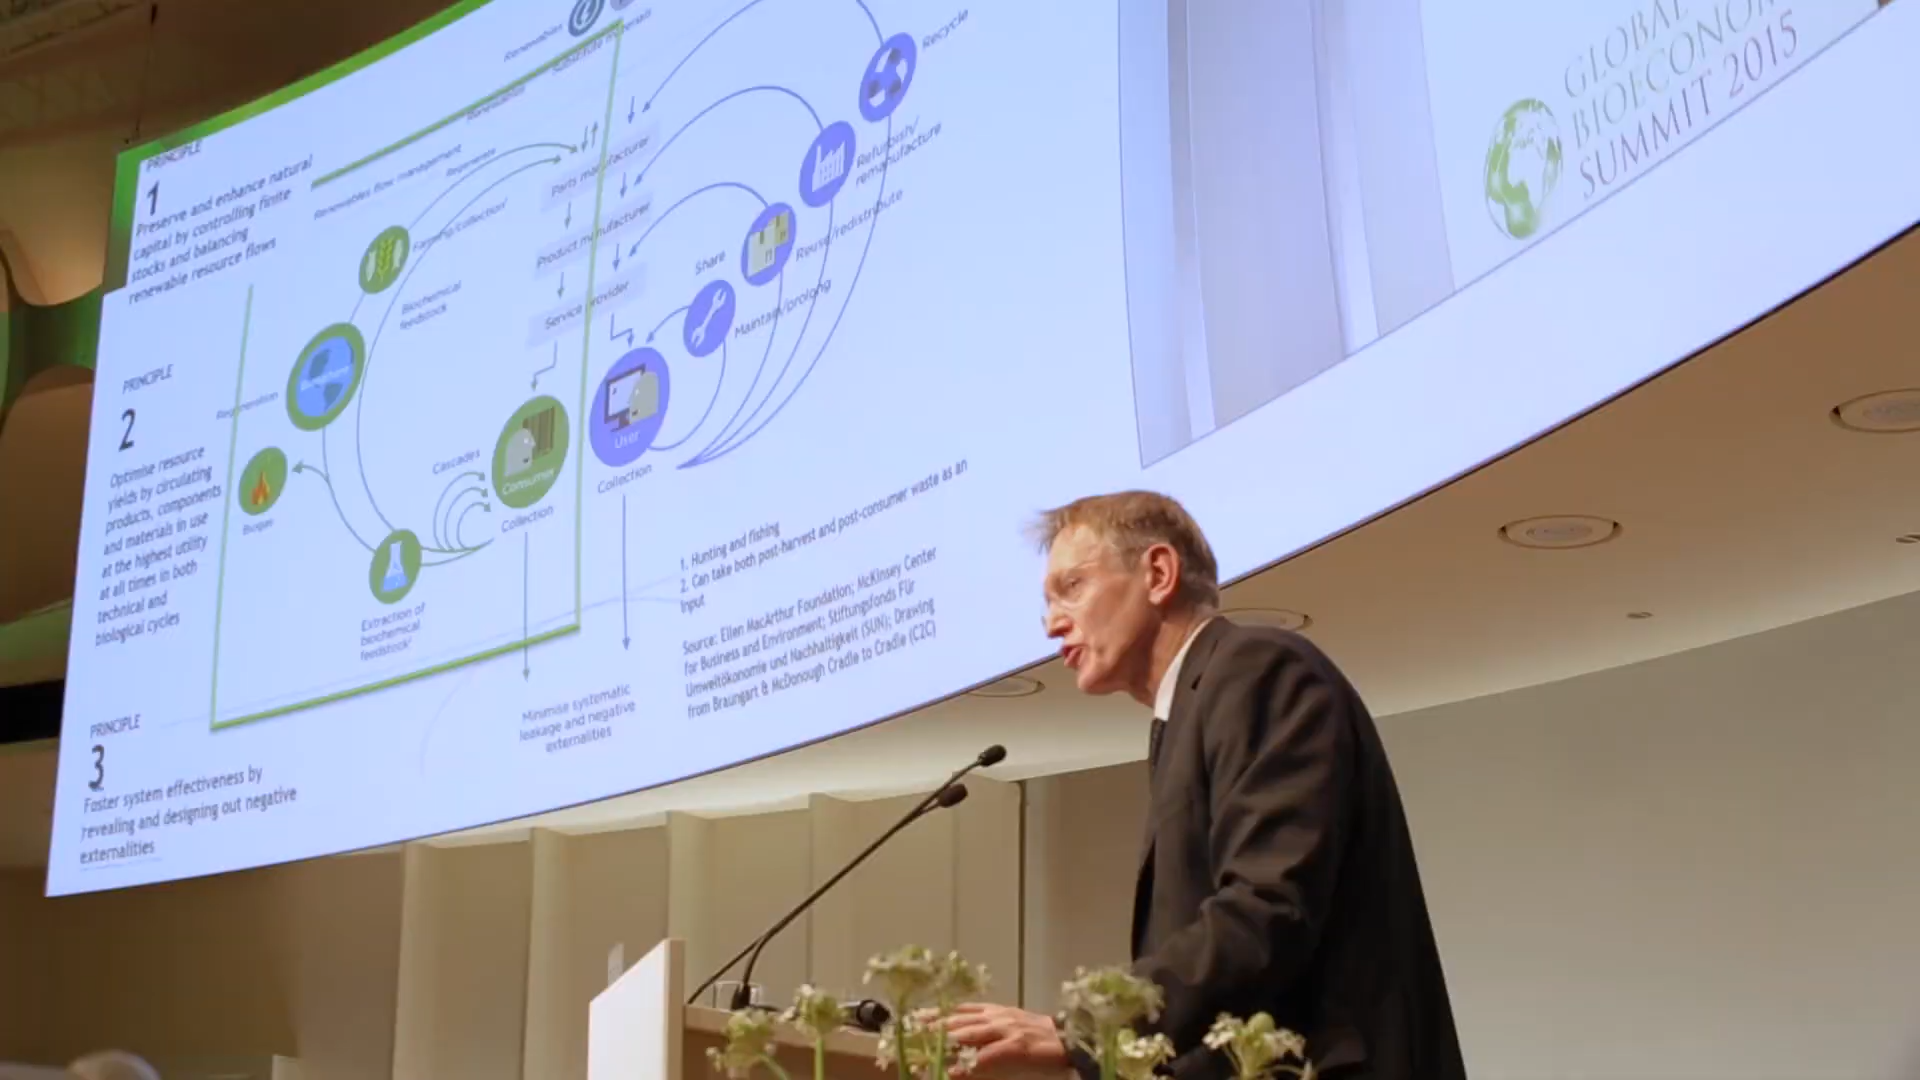 PRINCIPLE
1
Preserve and enhance natural
capital by controlling finite
stocks and balancing
renewable resource flows
PRINCIPLE
2
Optimise resource
yields by circulating
products, components
and materials in use
at the highest utility
at all times in both
technical and
biological cycles
PRINCIPLE
3
Foster system effectiveness by
revealing and designing out negative
externalities
Renewables
Renewables flow management
Regenerate
Farming/collection
Biochemical
feedstock
Regeneration
Biogas
Extraction of
biochemical
feedstock
Cascades
Parts manufacturer
Product manufacturer
Service provider
Consumer
Collection
User
Collection
Share
Maintain/prolong
Reuse/redistribute
Refurbish/
remanufacture
Recycle
Minimise systematic
leakage and negative
externalities
1. Hunting and fishing
2. Can take both post-harvest and post-consumer waste as an
input
Source: Ellen MacArthur Foundation; McKinsey Center
for Business and Environment; Stiftungsfonds Für
Umweltökonomie und Nachhaltigkeit (SUN); Drawing
from Braungart & McDonough Cradle to Cradle (C2C)
GLOBAL
SUMMIT 2015